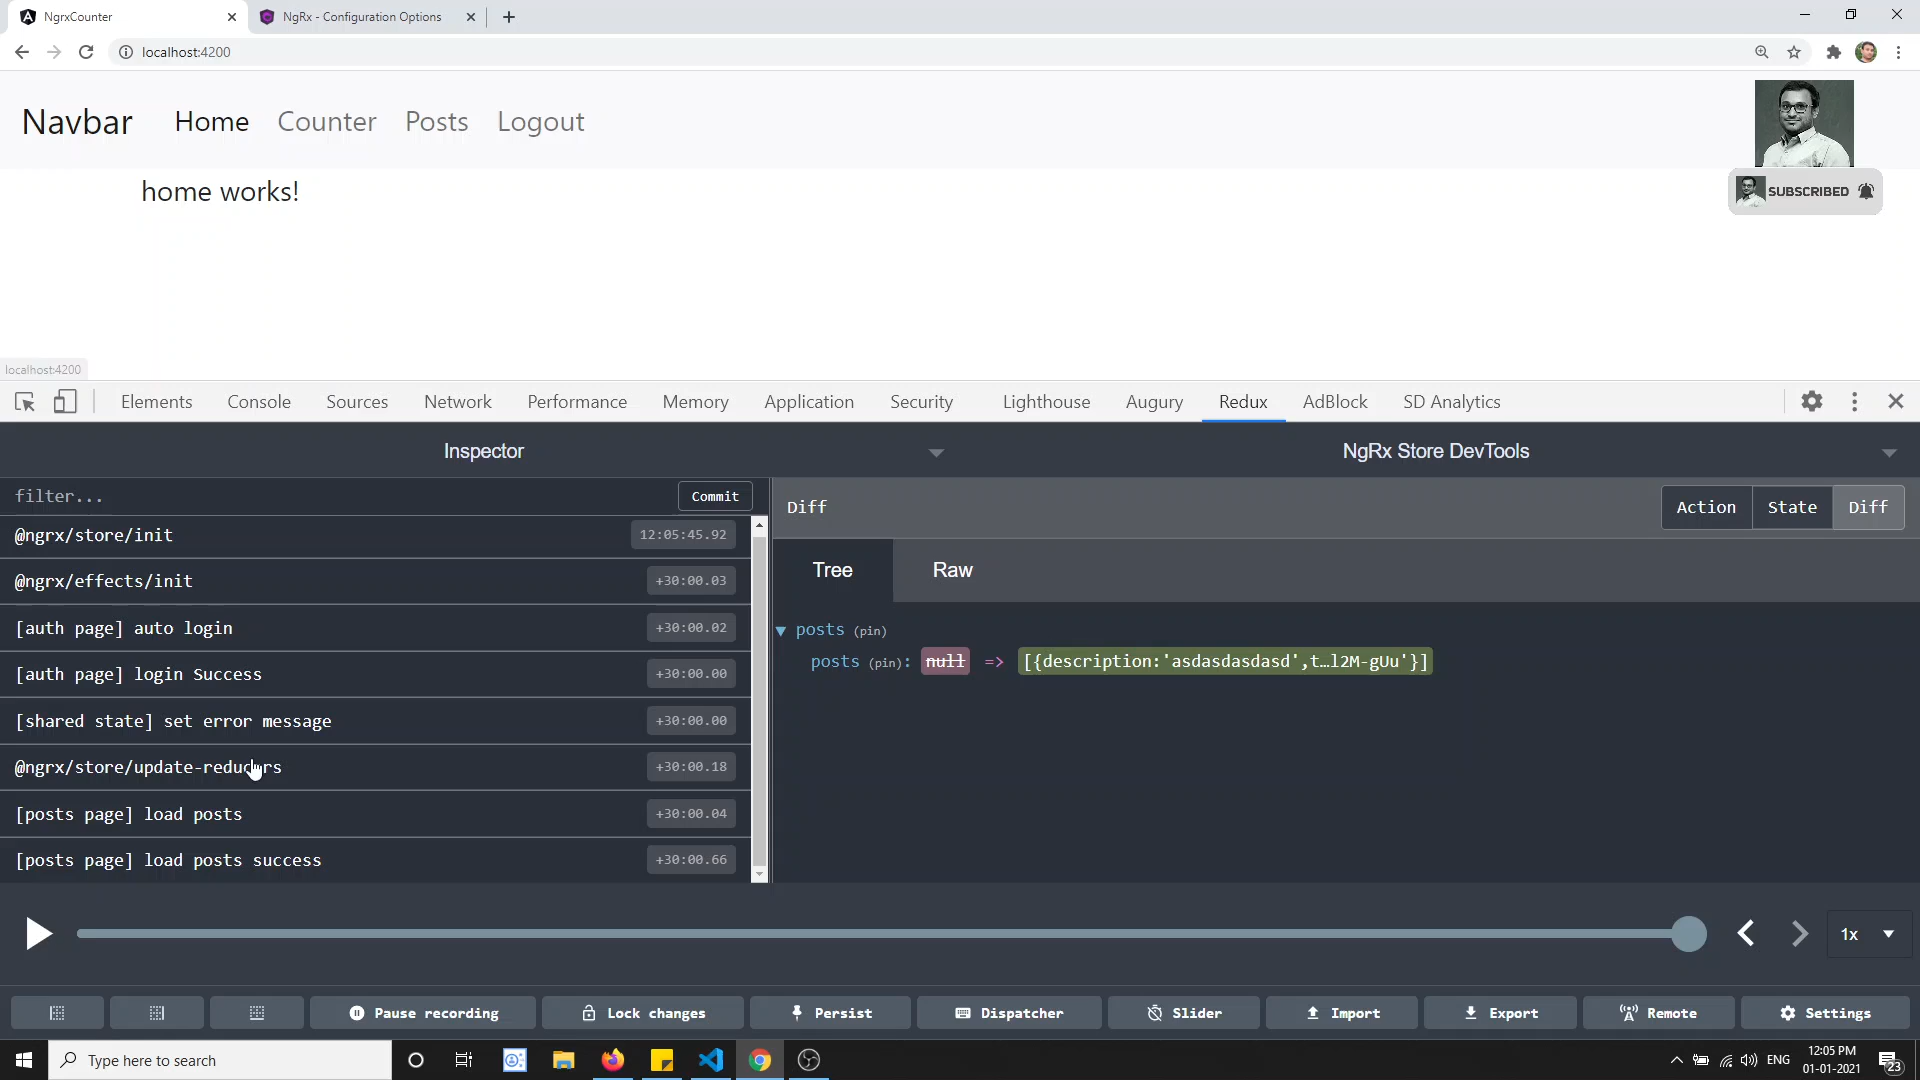 NgrxCounter
NgRx - Configuration Options
localhost:4200
Navbar Home Counter Posts Logout
SUBSCRIBED
home works!
localhost:4200
Elements Console Sources Network Performance Memory Application Security Lighthouse Augury Redux AdBlock SD Analytics
Inspector
NgRx Store DevTools
filter...
Commit
@ngrx/store/init 12:05:45.92
@ngrx/effects/init +30:00.03
[auth page] auto login +30:00.02
[auth page] login Success +30:00.00
[shared state] set error message +30:00.00
@ngrx/store/update-reducers +30:00.18
[posts page] load posts +30:00.04
[posts page] load posts success +30:00.66
Diff
Action State Diff
Tree Raw
posts (pin)
posts (pin): null => [{description:'asdasdasdasd',t…l2M-gUu'}]
1x
Pause recording Lock changes Persist Dispatcher Slider Import Export Remote Settings
Type here to search
ENG
12:05 PM
01-01-2021
23